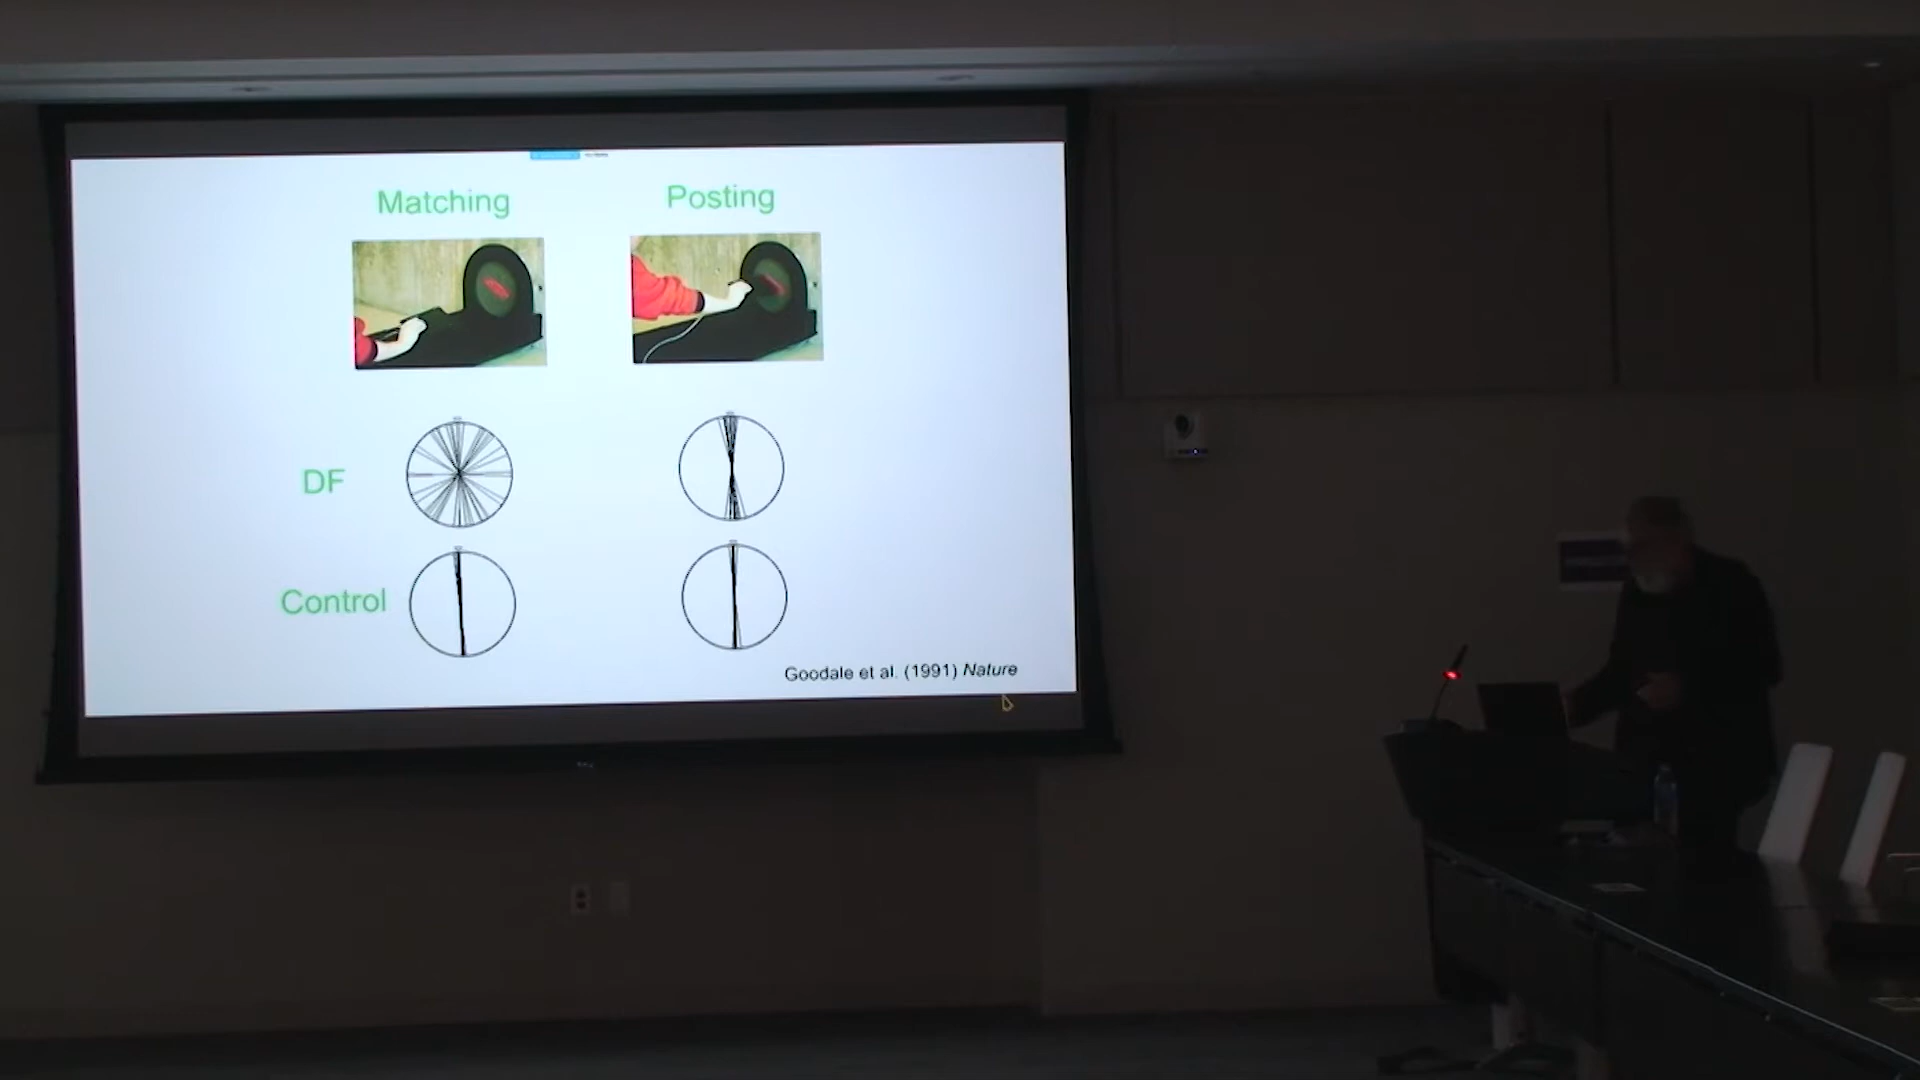 Matching
Posting
DF
Control
Goodale et al. (1991) Nature